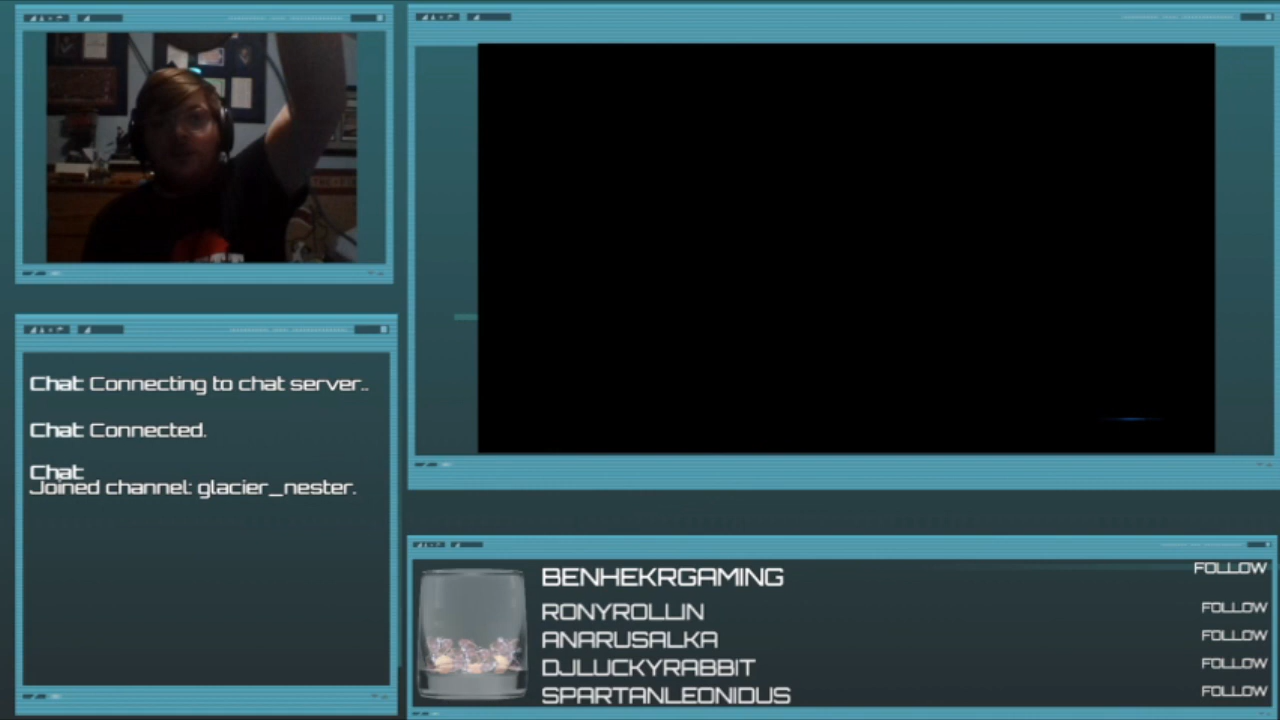 Chat: Connecting to chat server..
Chat: Connected.
Chat:
Joined channel: glacier_nester.
BENHEKRGAMING FOLLOW
RONYROLLIN FOLLOW
ANARUSALKA FOLLOW
DJLUCKYRABBIT FOLLOW
SPARTANLEONIDUS FOLLOW